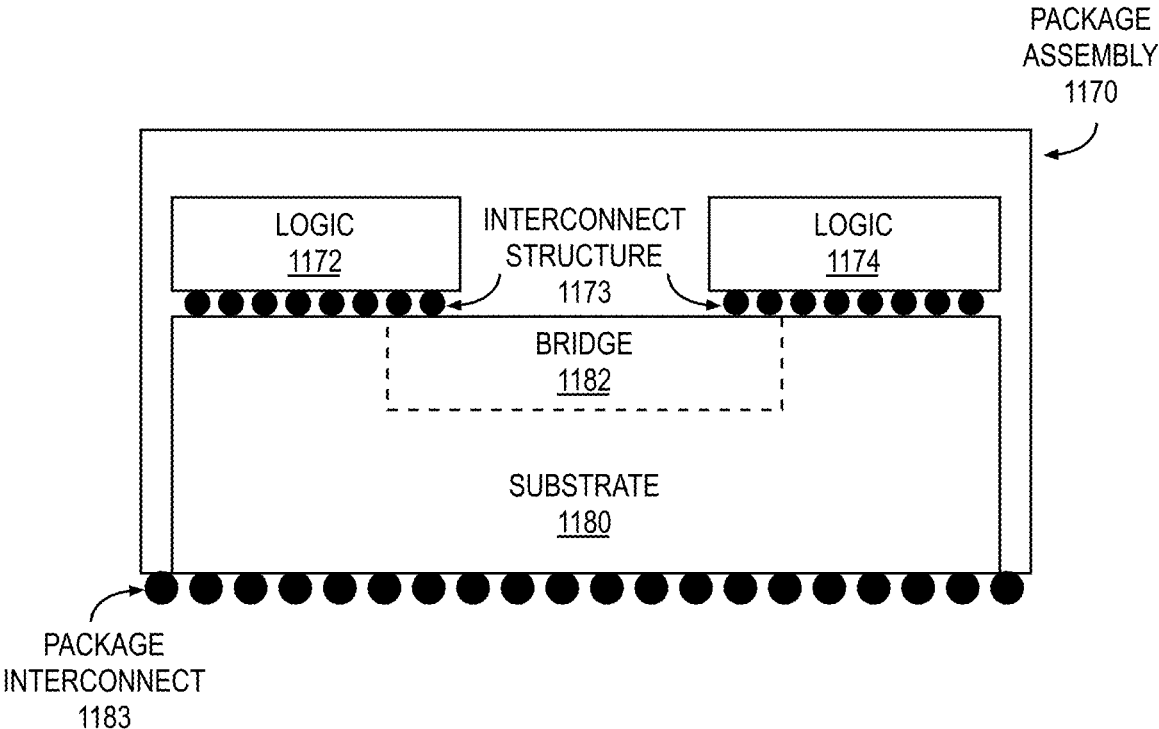 PACKAGE
ASSEMBLY
1170
LOGIC
1172
INTERCONNECT
STRUCTURE
1173
LOGIC
1174
BRIDGE
1182
SUBSTRATE
1180
PACKAGE
INTERCONNECT
1183